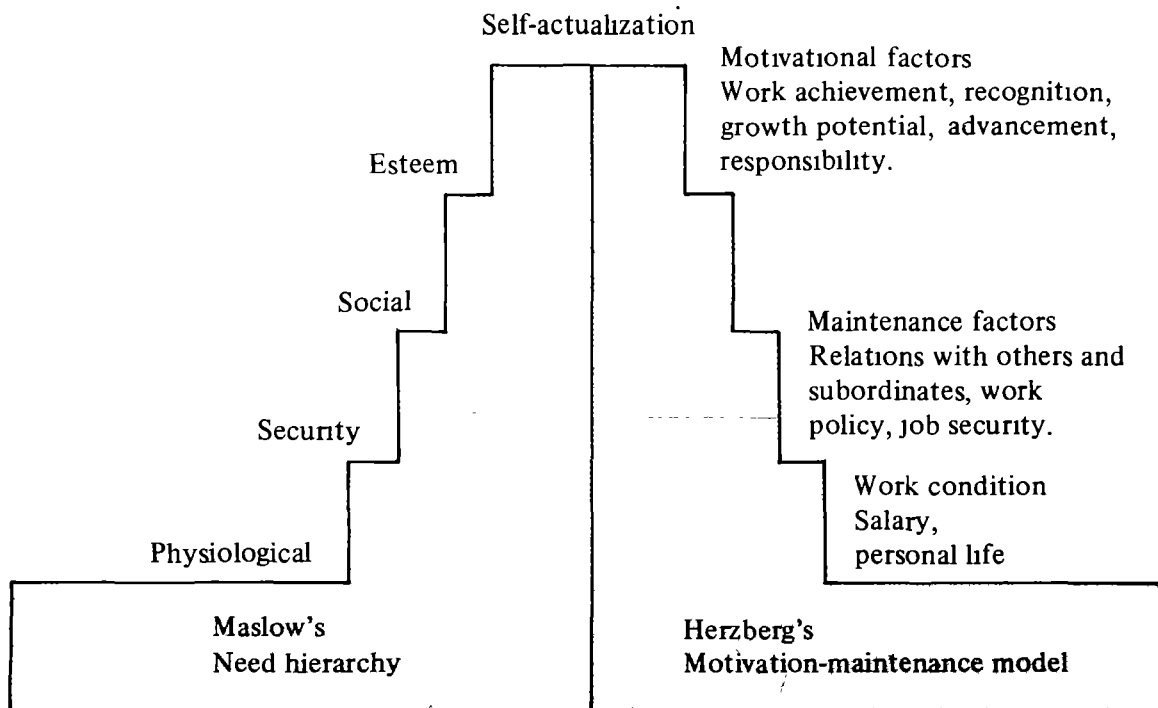 Self-actualization
Motivational factors
Work achievement, recognition,
growth potential, advancement,
responsibility.
Esteem
Social
Maintenance factors
Relations with others and
subordinates, work
policy, job security.
Security
Work condition
Salary,
personal life
Physiological
Maslow's
Need hierarchy
Herzberg's
Motivation-maintenance model